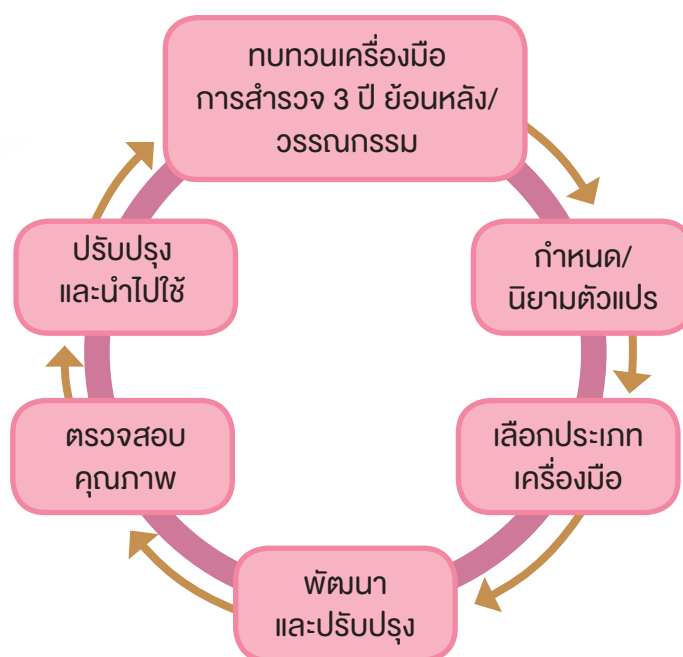 ทบทวนเครื่องมือ
การสำรวจ 3 ปี ย้อนหลัง/
วรรณกรรม
กำหนด/
นิยามตัวแปร
เลือกประเภท
เครื่องมือ
พัฒนา
และปรับปรุง
ตรวจสอบ
คุณภาพ
ปรับปรุง
และนำไปใช้